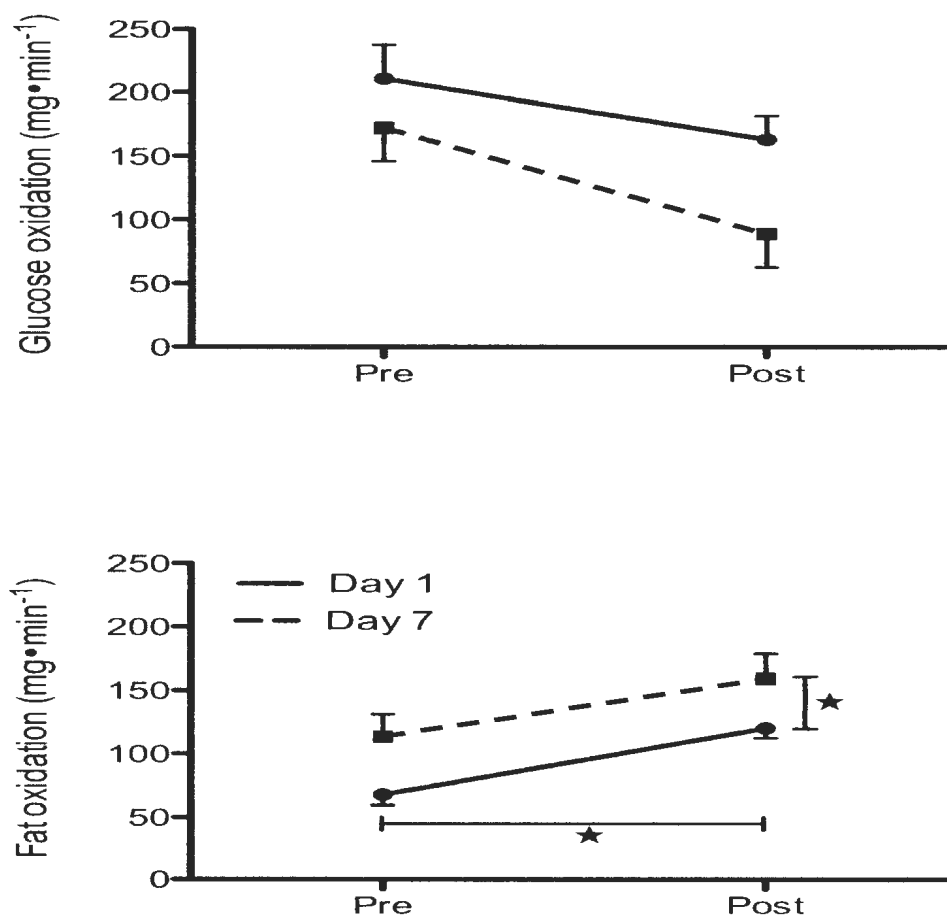 Glucose oxidation (mg•min⁻¹)
250
200
150
100
50
0
Pre Post
Fat oxidation (mg•min⁻¹)
250
200
150
100
50
0
Day 1
Day 7
Pre Post